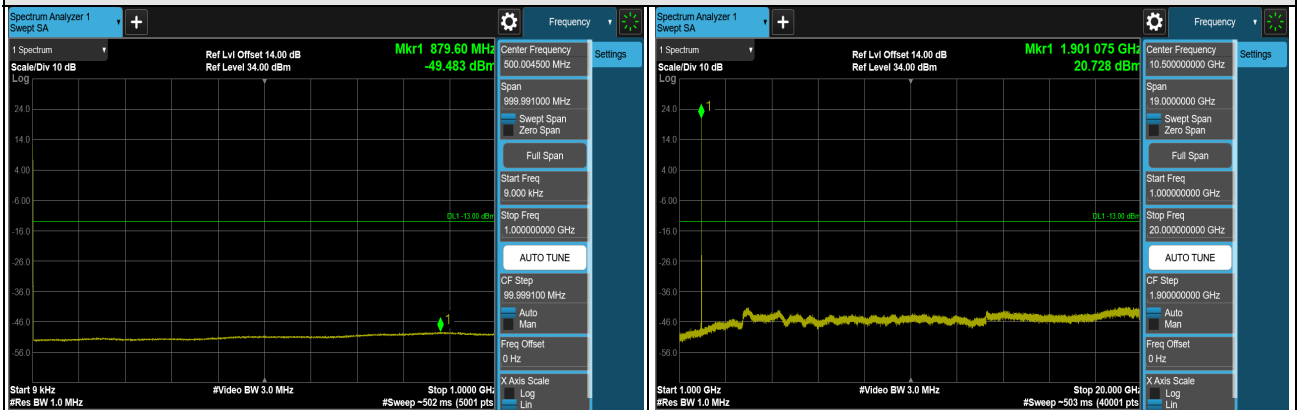 Spectrum Analyzer 1
Swept SA
+
Frequency
1 Spectrum
Scale/Div 10 dB
Log
Ref Lvl Offset 14.00 dB
Ref Level 34.00 dBm
Mkr1 879.60 MHz
-49.483 dBm
24.0
14.0
4.00
-6.00
-16.0
-26.0
-36.0
-46.0
-56.0
1
DL1 -13.00 dBm
Start 9 kHz
#Res BW 1.0 MHz
#Video BW 3.0 MHz
Stop 1.0000 GHz
#Sweep ~502 ms (5001 pts
Center Frequency
500.004500 MHz
Settings
Span
999.991000 MHz
Swept Span
Zero Span
Full Span
Start Freq
9.000 kHz
Stop Freq
1.000000000 GHz
AUTO TUNE
CF Step
99.999100 MHz
Auto
Man
Freq Offset
0 Hz
X Axis Scale
Log
Lin
Spectrum Analyzer 1
Swept SA
+
Frequency
1 Spectrum
Scale/Div 10 dB
Log
Ref Lvl Offset 14.00 dB
Ref Level 34.00 dBm
Mkr1 1.901 075 GHz
20.728 dBm
24.0
14.0
4.00
-6.00
-16.0
-26.0
-36.0
-46.0
-56.0
1
DL1 -13.00 dBm
Start 1.000 GHz
#Res BW 1.0 MHz
#Video BW 3.0 MHz
Stop 20.000 GHz
#Sweep ~503 ms (40001 pts
Center Frequency
10.500000000 GHz
Settings
Span
19.0000000 GHz
Swept Span
Zero Span
Full Span
Start Freq
1.000000000 GHz
Stop Freq
20.000000000 GHz
AUTO TUNE
CF Step
1.900000000 GHz
Auto
Man
Freq Offset
0 Hz
X Axis Scale
Log
Lin